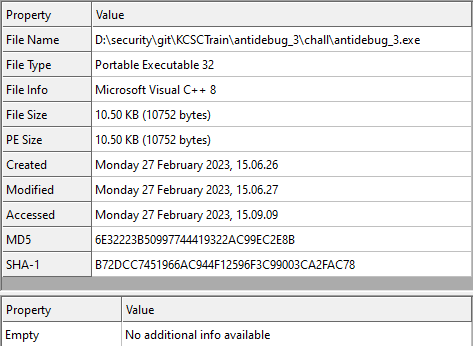 Property Value
File Name D:\security\git\KCSCTrain\antidebug_3\chall\antidebug_3.exe
File Type Portable Executable 32
File Info Microsoft Visual C++ 8
File Size 10.50 KB (10752 bytes)
PE Size 10.50 KB (10752 bytes)
Created Monday 27 February 2023, 15.06.26
Modified Monday 27 February 2023, 15.06.27
Accessed Monday 27 February 2023, 15.09.09
MD5 6E32223B50997744419322AC99EC2E8B
SHA-1 B72DCC7451966AC944F12596F3C99003CA2FAC78
Property Value
Empty No additional info available